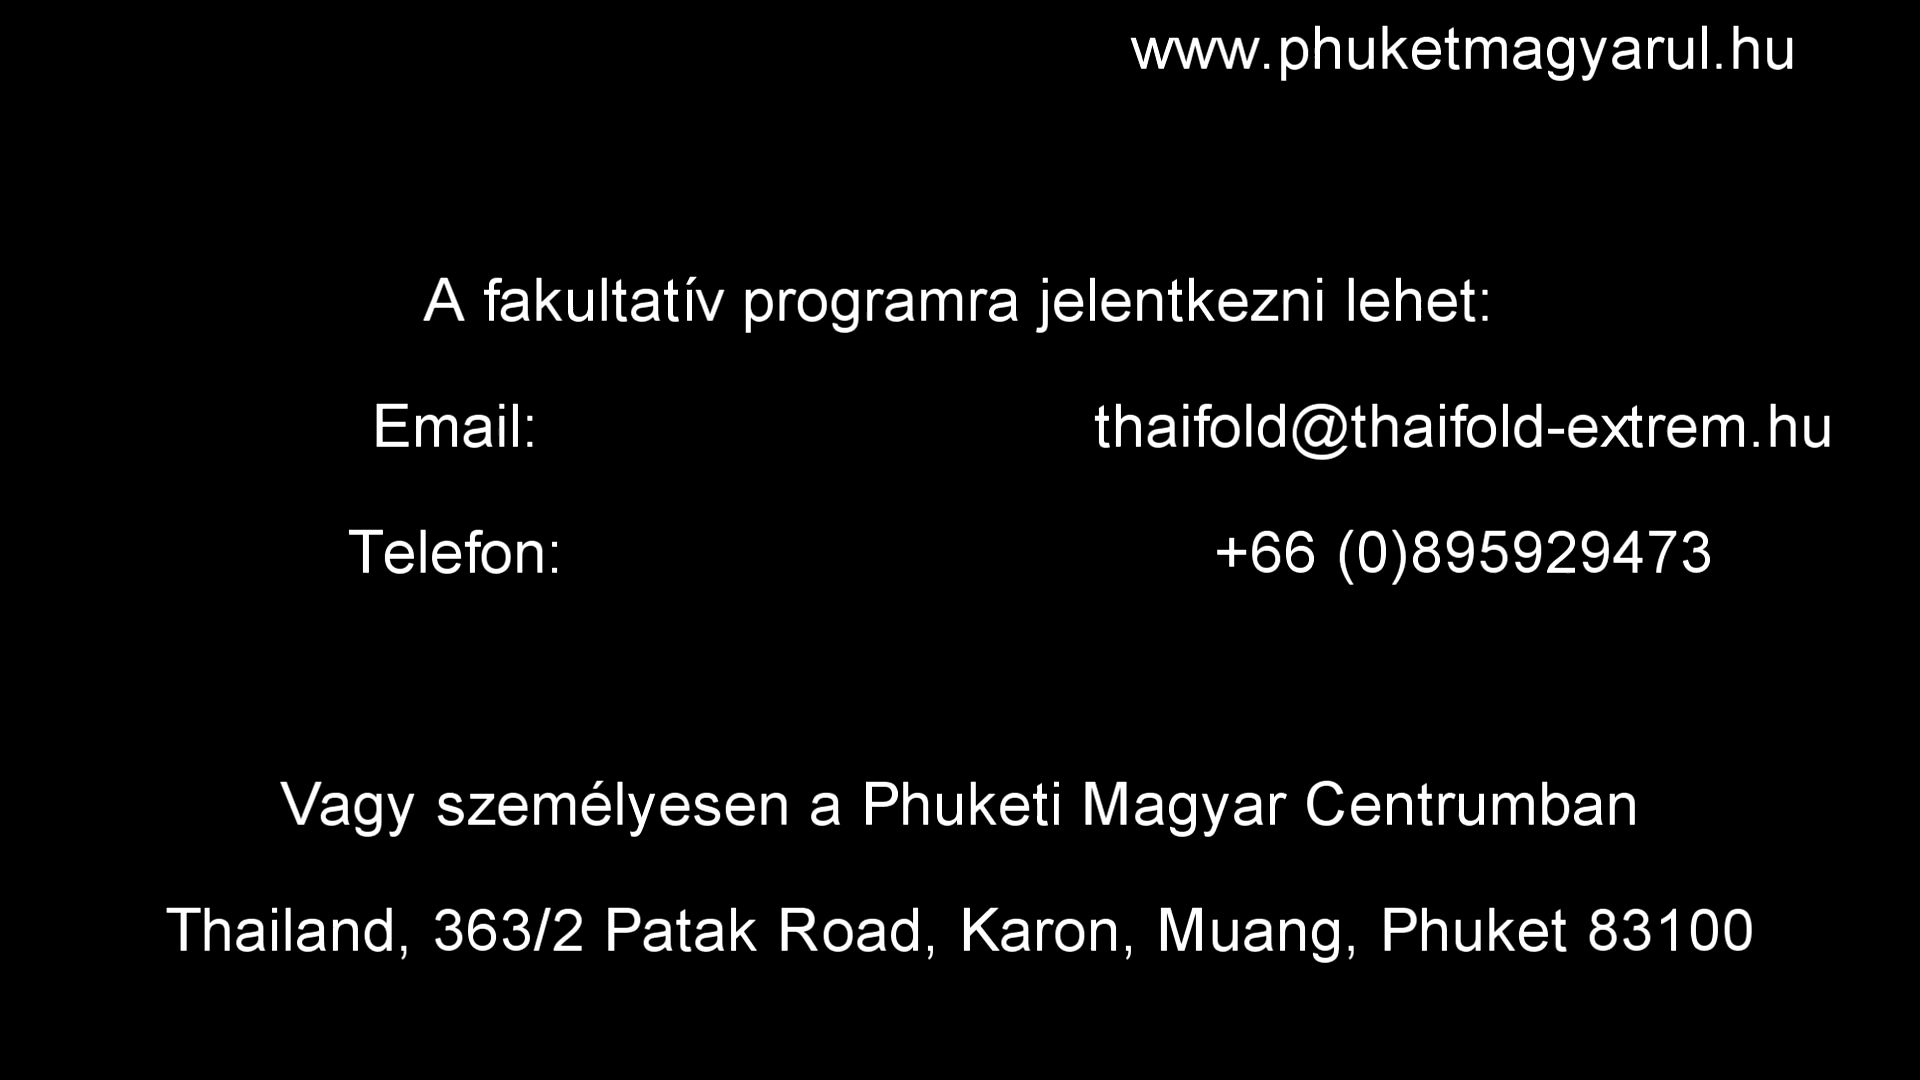 www.phuketmagyarul.hu
A fakultatív programra jelentkezni lehet:
Email: thaifold@thaifold-extrem.hu
Telefon: +66 (0)895929473
Vagy személyesen a Phuketi Magyar Centrumban
Thailand, 363/2 Patak Road, Karon, Muang, Phuket 83100